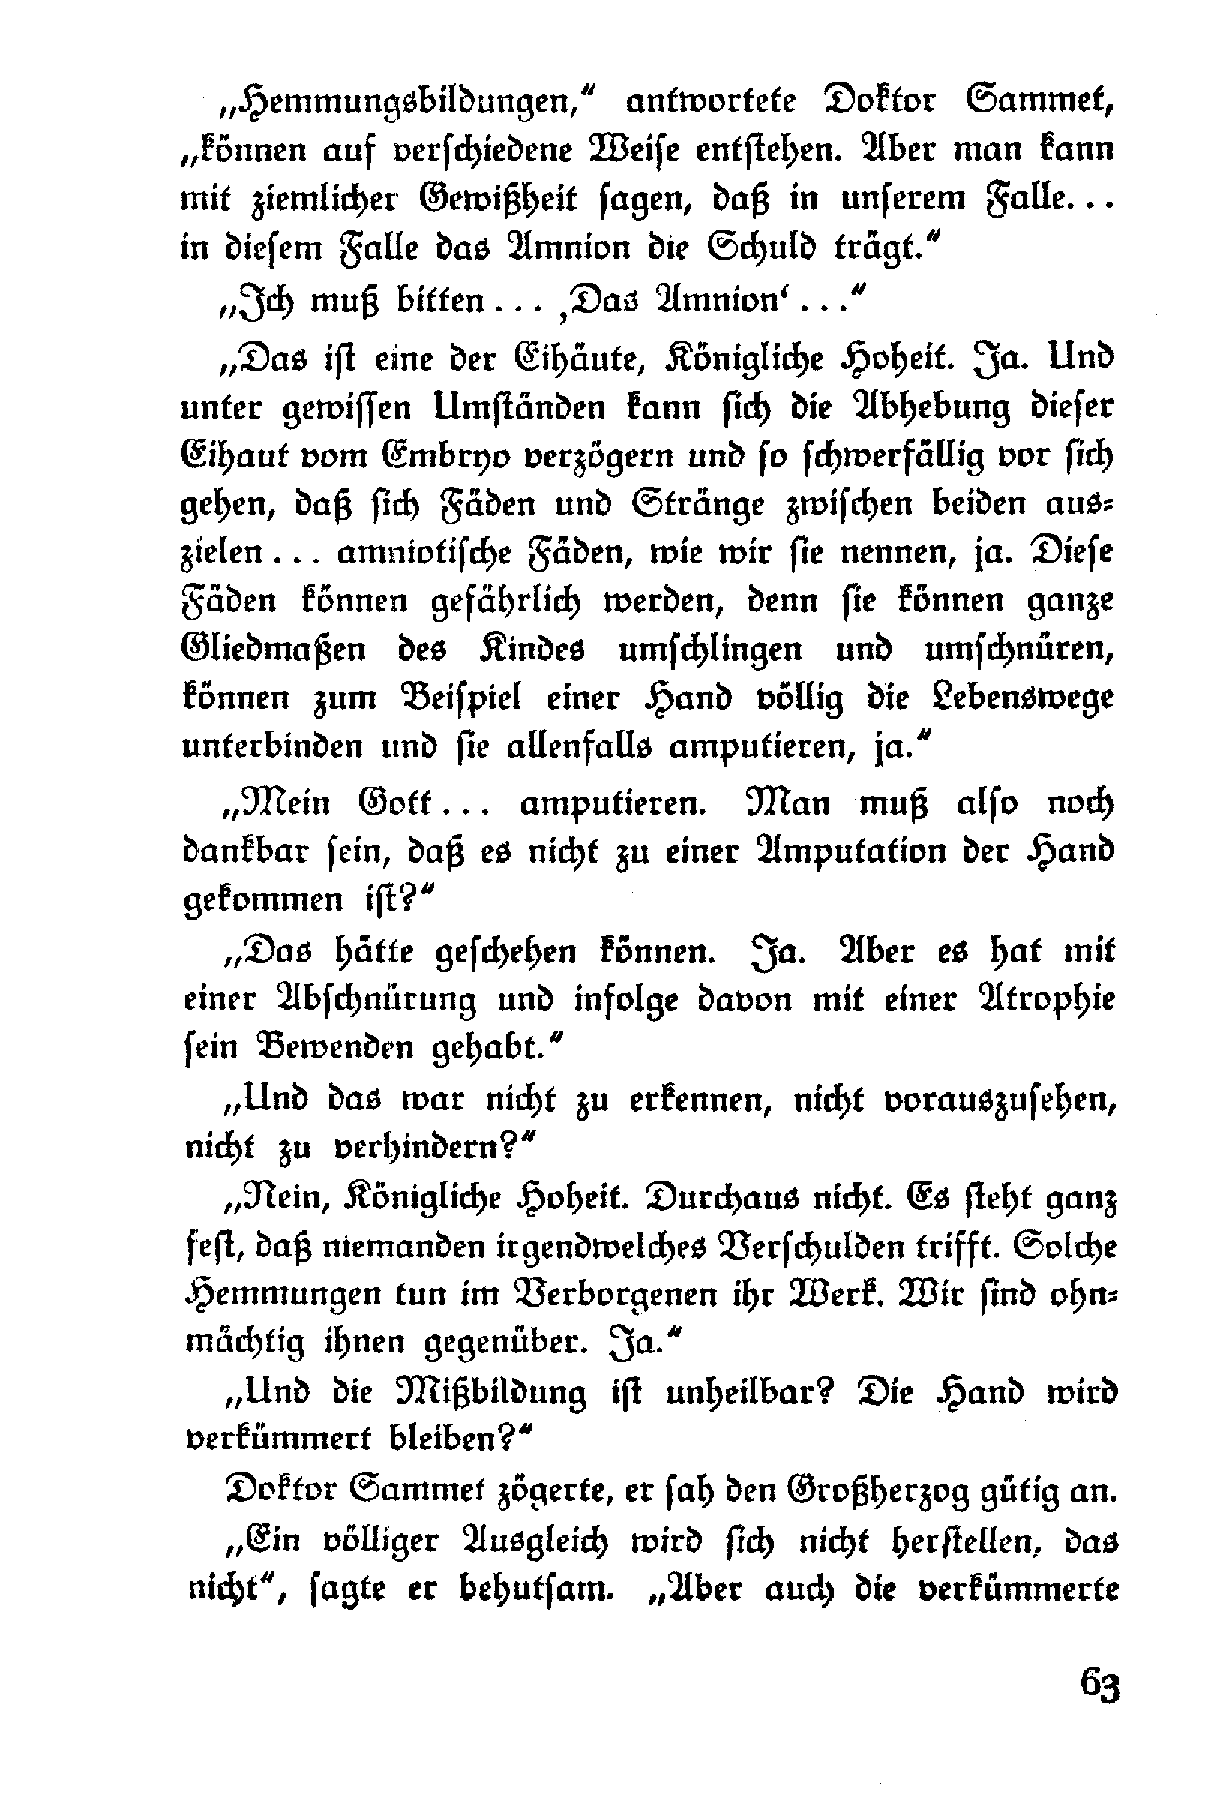 „Hemmungsbildungen,“ antwortete Doktor Sammet,
„können auf verschiedene Weise entstehen. Aber man kann
mit ziemlicher Gewißheit sagen, daß in unserem Falle...
in diesem Falle das Amnion die Schuld trägt.“
„Ich muß bitten... ‚Das Amnion‘...“
„Das ist eine der Eihäute, Königliche Hoheit. Ja. Und
unter gewissen Umständen kann sich die Abhebung dieser
Eihaut vom Embryo verzögern und so schwerfällig vor sich
gehen, daß sich Fäden und Stränge zwischen beiden aus-
zielen... amniotische Fäden, wie wir sie nennen, ja. Diese
Fäden können gefährlich werden, denn sie können ganze
Gliedmaßen des Kindes umschlingen und umschnüren,
können zum Beispiel einer Hand völlig die Lebenswege
unterbinden und sie allenfalls amputieren, ja.“
„Mein Gott... amputieren. Man muß also noch
dankbar sein, daß es nicht zu einer Amputation der Hand
gekommen ist?“
„Das hätte geschehen können. Ja. Aber es hat mit
einer Abschnürung und infolge davon mit einer Atrophie
sein Bewenden gehabt.“
„Und das war nicht zu erkennen, nicht vorauszusehen,
nicht zu verhindern?“
„Nein, Königliche Hoheit. Durchaus nicht. Es steht ganz
fest, daß niemanden irgendwelches Verschulden trifft. Solche
Hemmungen tun im Verborgenen ihr Werk. Wir sind ohn-
mächtig ihnen gegenüber. Ja.“
„Und die Mißbildung ist unheilbar? Die Hand wird
verkümmert bleiben?“
Doktor Sammet zögerte, er sah den Großherzog gütig an.
„Ein völliger Ausgleich wird sich nicht herstellen, das
nicht“, sagte er behutsam. „Aber auch die verkümmerte
63